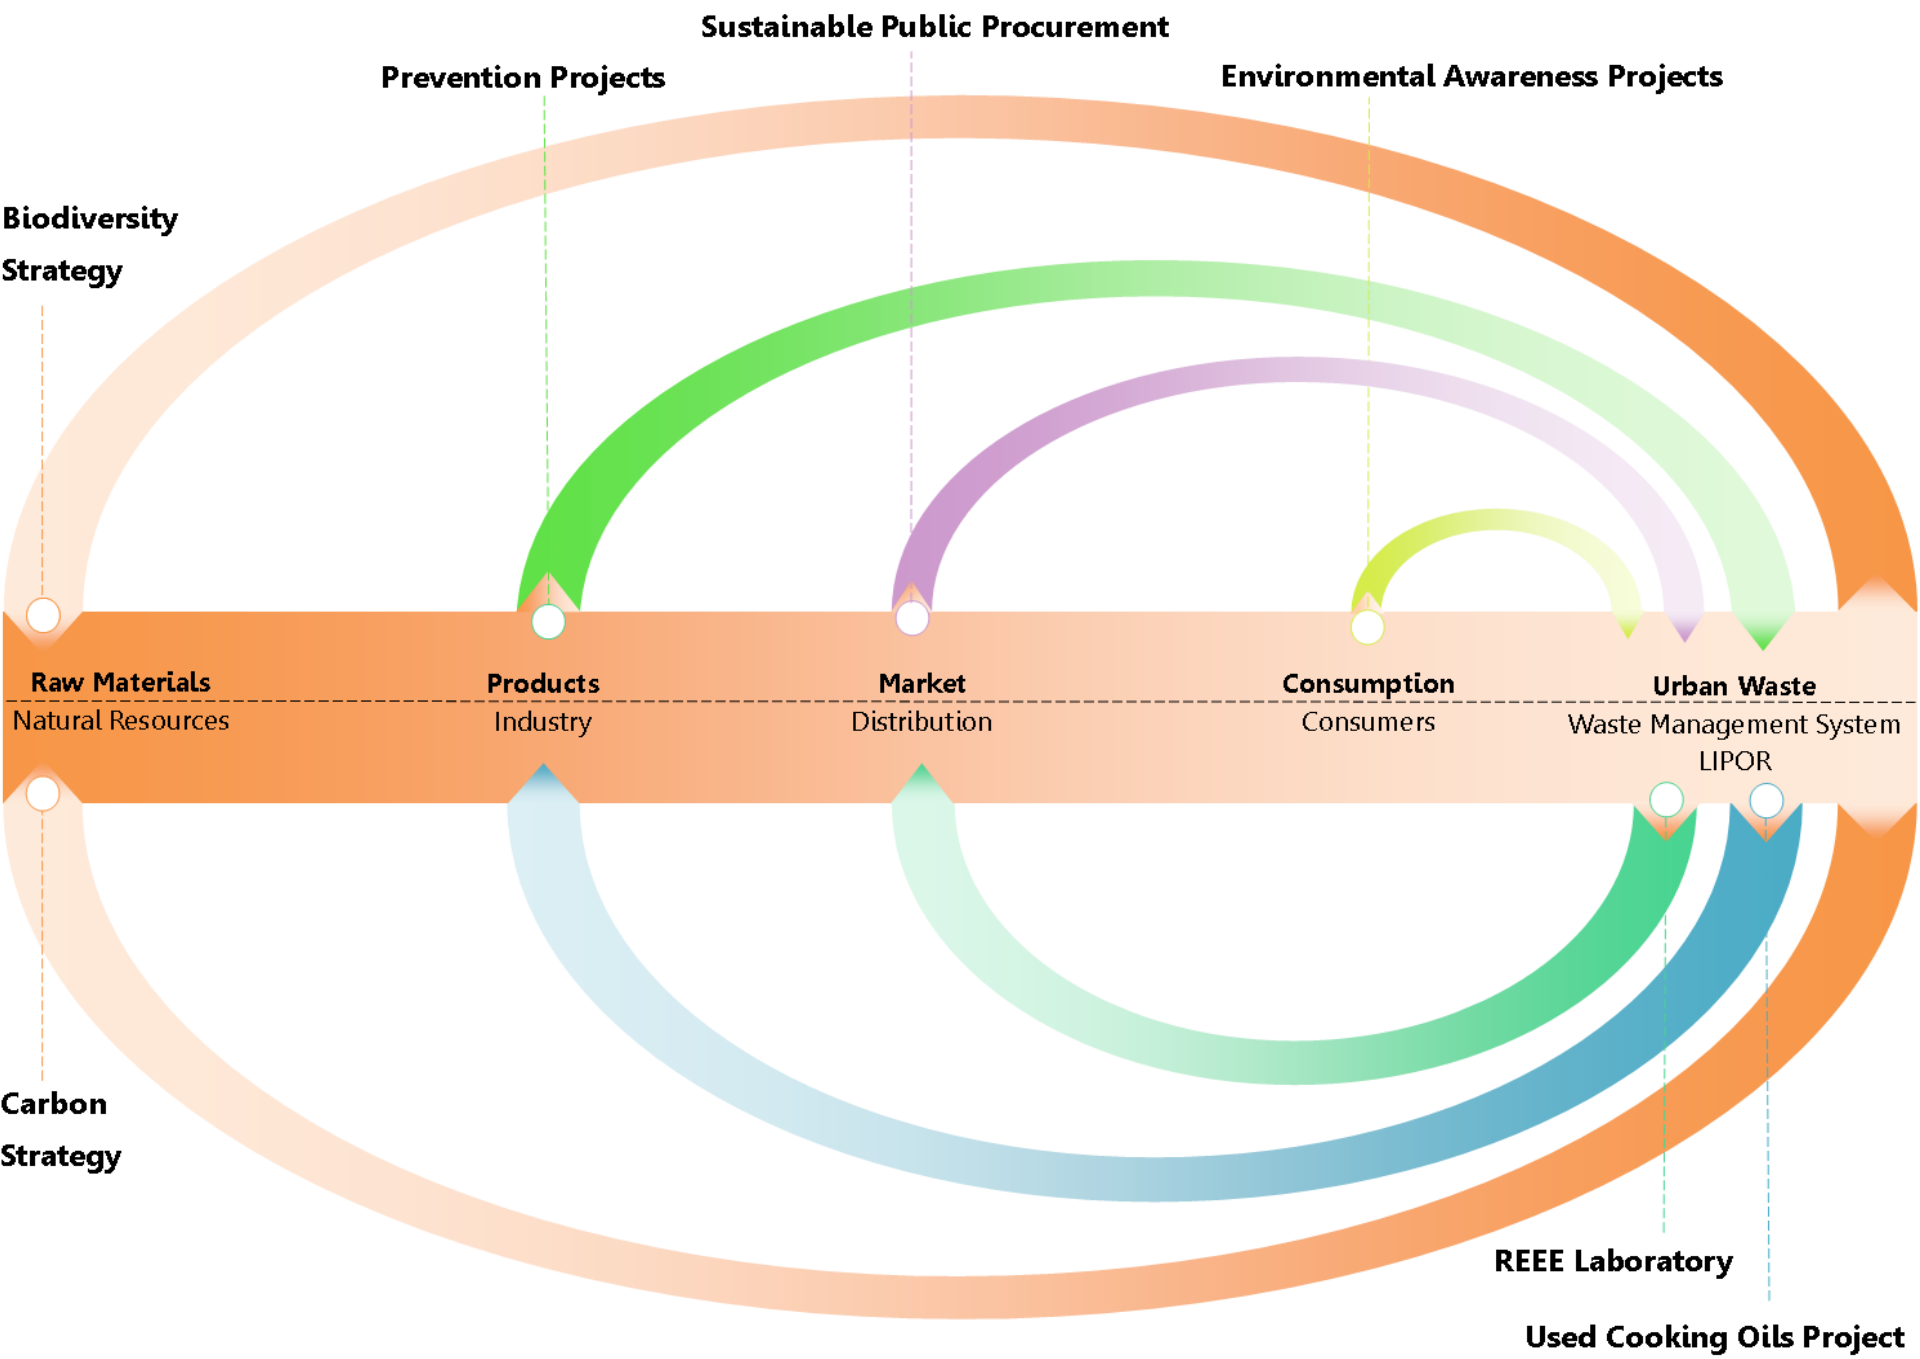 Sustainable Public Procurement
Prevention Projects
Environmental Awareness Projects
Biodiversity
Strategy
Raw Materials
Natural Resources
Products
Industry
Market
Distribution
Consumption
Consumers
Urban Waste
Waste Management System
LIPOR
Carbon
Strategy
REEE Laboratory
Used Cooking Oils Project